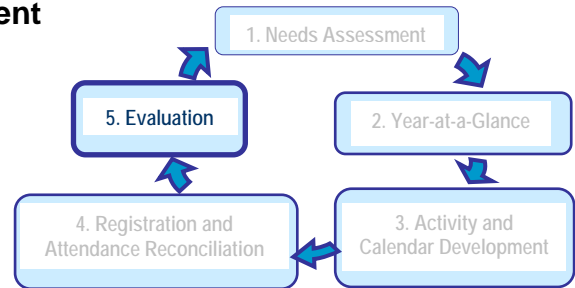 ent
1. Needs Assessment
2. Year-at-a-Glance
3. Activity and
Calendar Development
4. Registration and
Attendance Reconciliation
5. Evaluation